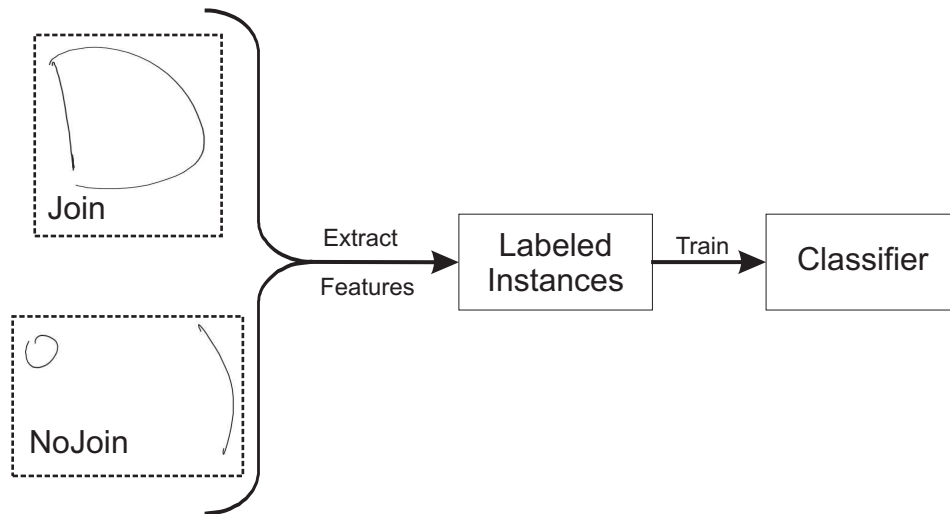 Join
NoJoin
Extract
Features
Labeled
Instances
Train
Classifier